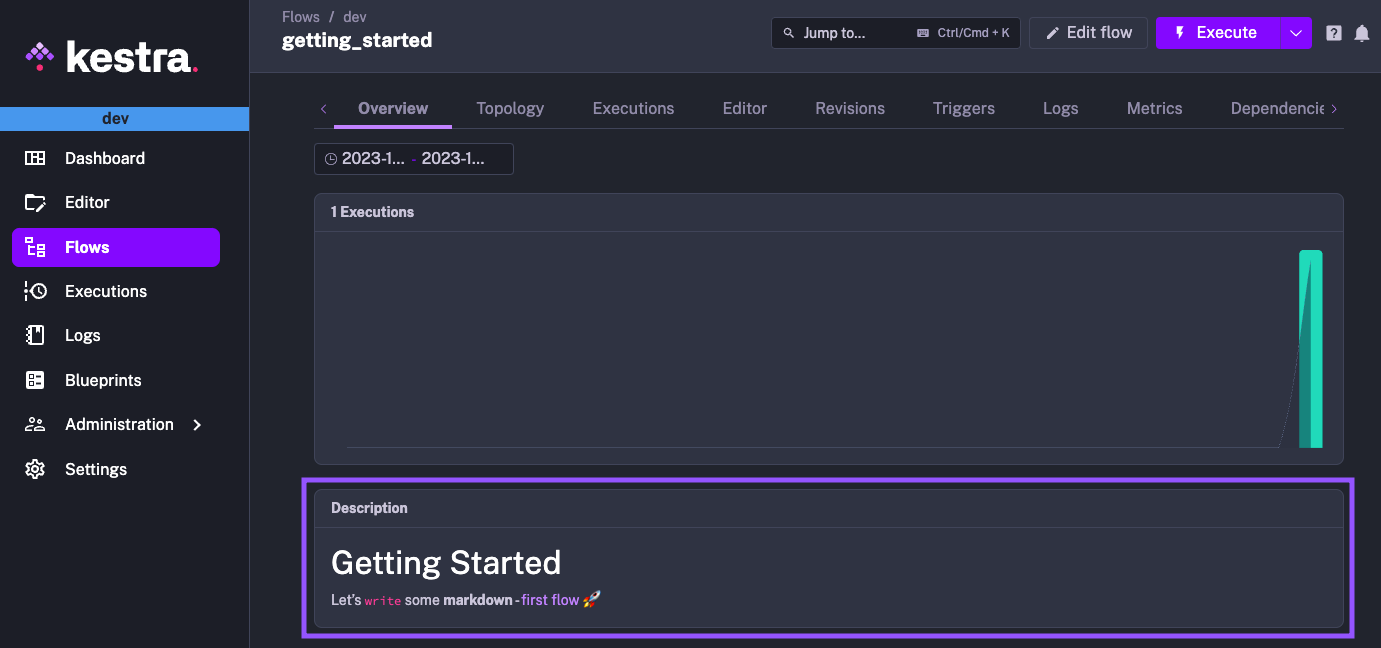 kestra.
dev
Dashboard
Editor
Flows
Executions
Logs
Blueprints
Administration
Settings
Flows / dev
getting_started
Jump to... Ctrl/Cmd + K
Edit flow
Execute
?
Overview Topology Executions Editor Revisions Triggers Logs Metrics Dependencie
2023-1... - 2023-1...
1 Executions
Description
Getting Started
Let's write some markdown - first flow 🚀